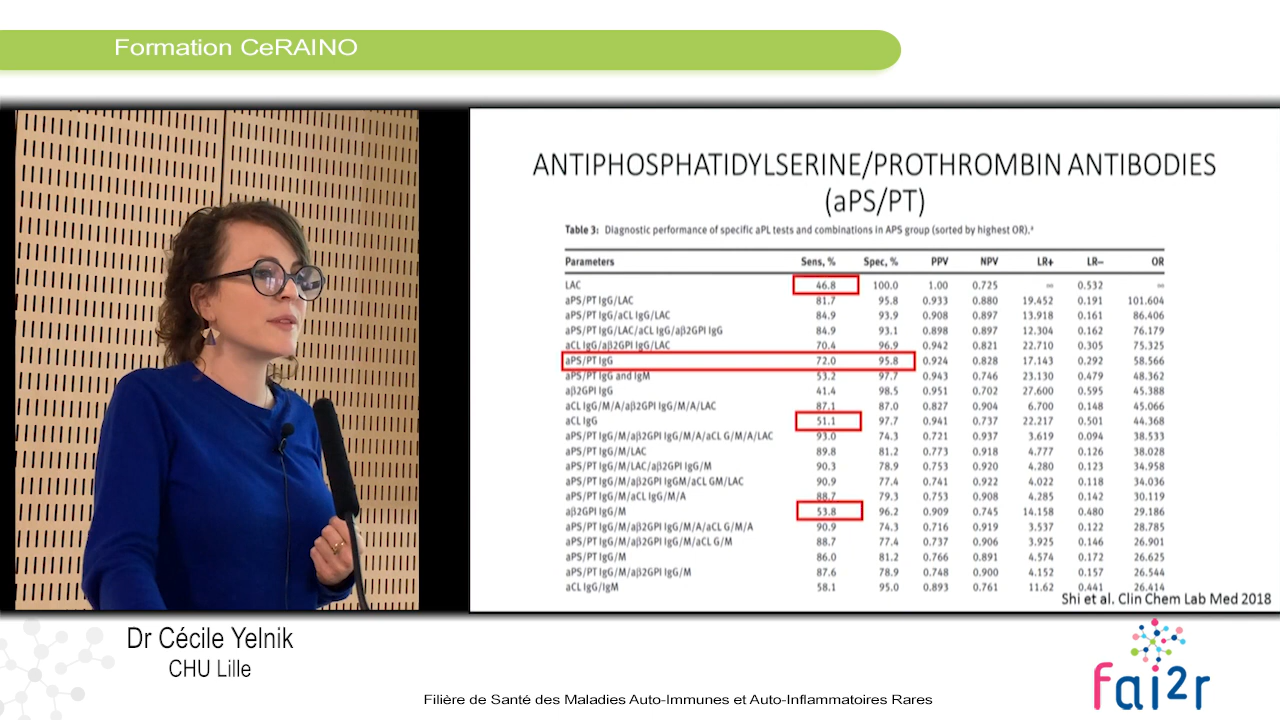 Formation CeRAINO
ANTIPHOSPHATIDYLSERINE/PROTHROMBIN ANTIBODIES
(aPS/PT)
Table 3: Diagnostic performance of specific aPL tests and combinations in APS group (sorted by highest OR).ᵃ
Parameters Sens, % Spec, % PPV NPV LR+ LR− OR
LAC 46.8 100.0 1.00 0.725 ∞ 0.532 ∞
aPS/PT IgG/LAC 81.7 95.8 0.933 0.880 19.452 0.191 101.604
aPS/PT IgG/aCL IgG/LAC 84.9 93.9 0.908 0.897 13.918 0.161 86.406
aPS/PT IgG/LAC/aCL IgG/aβ2GPI IgG 84.9 93.1 0.898 0.897 12.304 0.162 76.179
aCL IgG/aβ2GPI IgG/LAC 70.4 96.9 0.942 0.821 22.710 0.305 75.325
aPS/PT IgG 72.0 95.8 0.924 0.828 17.143 0.292 58.566
aPS/PT IgG and IgM 53.2 97.7 0.943 0.746 23.130 0.479 48.362
aβ2GPI IgG 41.4 98.5 0.951 0.702 27.600 0.595 45.388
aCL IgG/M/A/aβ2GPI IgG/M/A/LAC 87.1 87.0 0.827 0.904 6.700 0.148 45.066
aCL IgG 51.1 97.7 0.941 0.737 22.217 0.501 44.368
aPS/PT IgG/M/aβ2GPI IgG/M/A/aCL G/M/A/LAC 93.0 74.3 0.721 0.937 3.619 0.094 38.533
aPS/PT IgG/M/LAC 89.8 81.2 0.773 0.918 4.777 0.126 38.028
aPS/PT IgG/M/LAC/aβ2GPI IgG/M 90.3 78.9 0.753 0.920 4.280 0.123 34.958
aPS/PT IgG/M/aβ2GPI IgGM/aCL GM/LAC 90.9 77.4 0.741 0.922 4.022 0.118 34.036
aPS/PT IgG/M/aCL IgG/M/A 88.7 79.3 0.753 0.908 4.285 0.142 30.119
aβ2GPI IgG/M 53.8 96.2 0.909 0.745 14.158 0.480 29.186
aPS/PT IgG/M/aβ2GPI IgG/M/A/aCL G/M/A 90.9 74.3 0.716 0.919 3.537 0.122 28.785
aPS/PT IgG/M/aβ2GPI IgG/M/aCL G/M 88.7 77.4 0.737 0.906 3.925 0.146 26.901
aPS/PT IgG/M 86.0 81.2 0.766 0.891 4.574 0.172 26.625
aPS/PT IgG/M/aβ2GPI IgG/M 87.6 78.9 0.748 0.900 4.152 0.157 26.544
aCL IgG/IgM 58.1 95.0 0.893 0.761 11.62 0.441 26.414
Shi et al. Clin Chem Lab Med 2018
Dr Cécile Yelnik
CHU Lille
fai2r
Filière de Santé des Maladies Auto-Immunes et Auto-Inflammatoires Rares